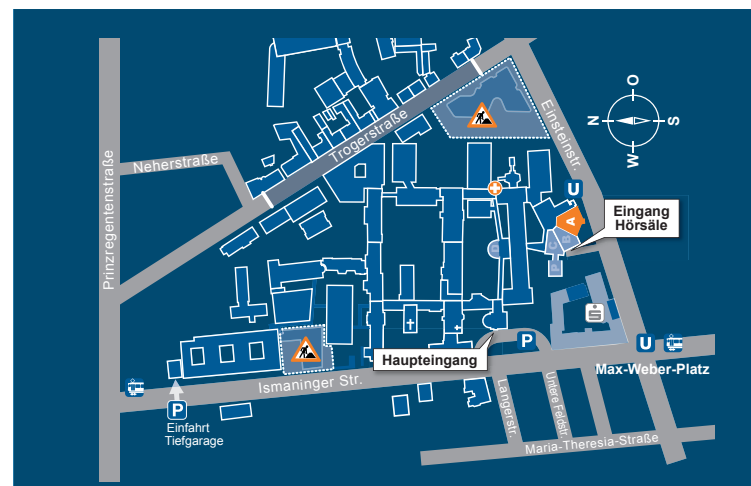 O
N
S
W
Einsteinstr.
Trogerstraße
Neherstraße
Prinzregentenstraße
U
A
B
C
D
P
Eingang
Hörsäle
Haupteingang
P
U
Max-Weber-Platz
Ismaninger Str.
P
Einfahrt
Tiefgarage
Langerstr.
Untere Feldstr.
Maria-Theresia-Straße